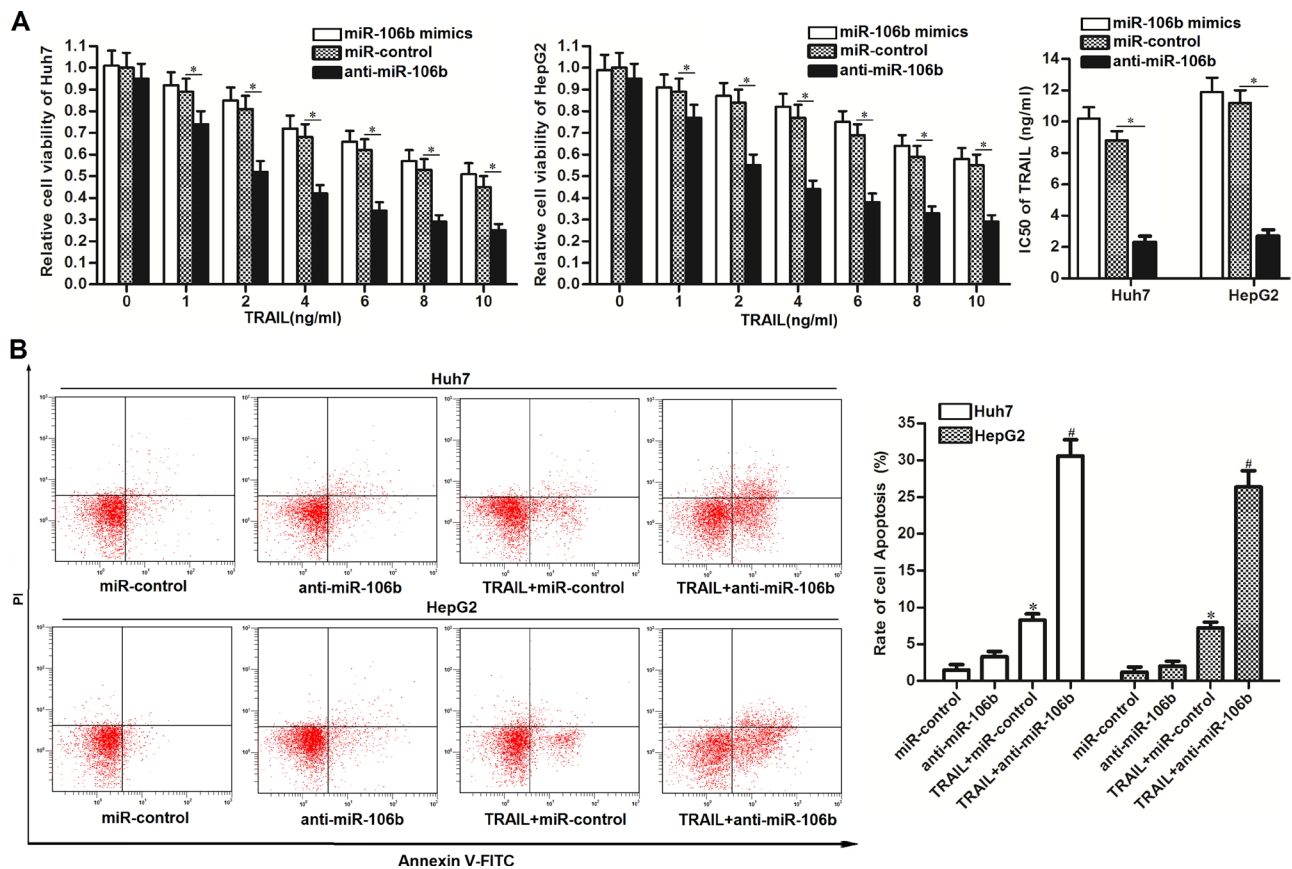 A
Relative cell viability of Huh7
1.1
1.0
0.9
0.8
0.7
0.6
0.5
0.4
0.3
0.2
0.1
0.0
miR-106b mimics
miR-control
anti-miR-106b
* * * * * *
0 1 2 4 6 8 10
TRAIL(ng/ml)
Relative cell viability of HepG2
1.1
1.0
0.9
0.8
0.7
0.6
0.5
0.4
0.3
0.2
0.1
0.0
miR-106b mimics
miR-control
anti-miR-106b
* * * * * *
0 1 2 4 6 8 10
TRAIL(ng/ml)
IC50 of TRAIL (ng/ml)
14
12
10
8
6
4
2
0
miR-106b mimics
miR-control
anti-miR-106b
* *
Huh7 HepG2
B
PI
Huh7
miR-control anti-miR-106b TRAIL+miR-control TRAIL+anti-miR-106b
HepG2
miR-control anti-miR-106b TRAIL+miR-control TRAIL+anti-miR-106b
Annexin V-FITC
Rate of cell Apoptosis (%)
35
30
25
20
15
10
5
0
Huh7
HepG2
* # * #
miR-control
anti-miR-106b
TRAIL+miR-control
TRAIL+anti-miR-106b
miR-control
anti-miR-106b
TRAIL+miR-control
TRAIL+anti-miR-106b